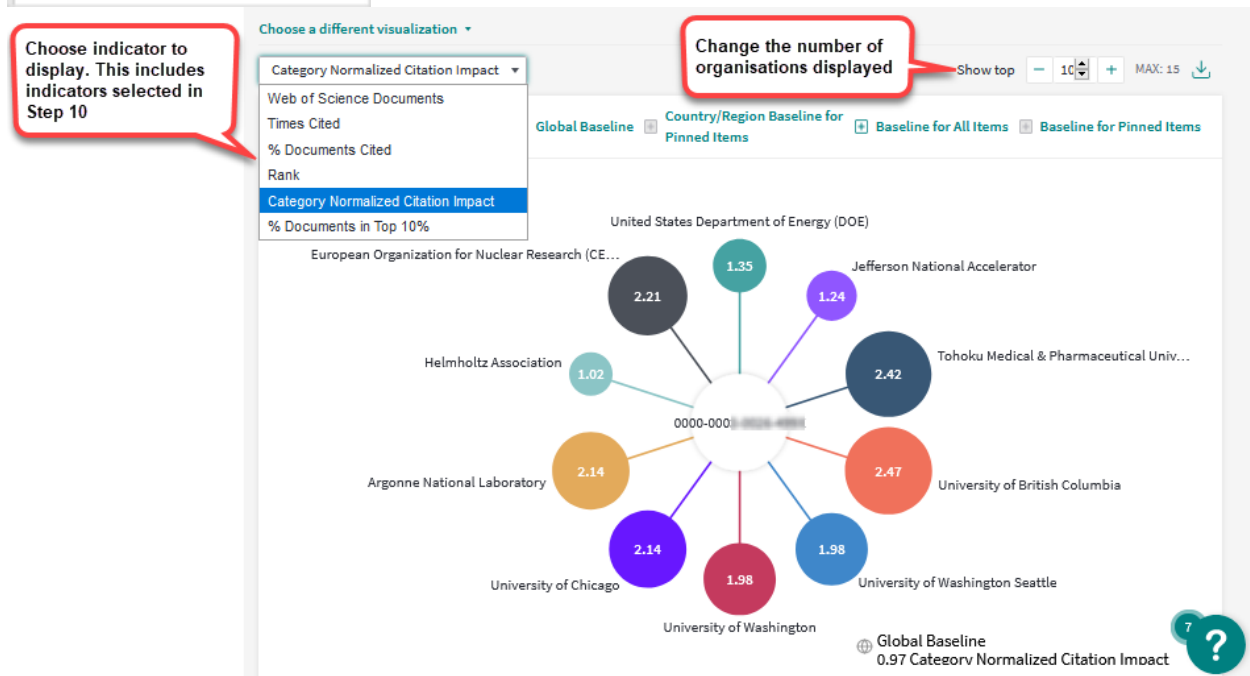 Choose a different visualization
Choose indicator to
display. This includes
indicators selected in
Step 10
Change the number of
organisations displayed
Category Normalized Citation Impact
Show top − 10 + MAX: 15
Web of Science Documents
Times Cited
% Documents Cited
Rank
Category Normalized Citation Impact
% Documents in Top 10%
Global Baseline
Country/Region Baseline for
Pinned Items
Baseline for All Items
Baseline for Pinned Items
United States Department of Energy (DOE)
1.35
European Organization for Nuclear Research (CE...
2.21
Jefferson National Accelerator
1.24
Helmholtz Association
1.02
Tohoku Medical & Pharmaceutical Univ...
2.42
0000-000
Argonne National Laboratory
2.14
2.47
University of British Columbia
University of Chicago
2.14
1.98
University of Washington
1.98
University of Washington Seattle
Global Baseline
0.97 Category Normalized Citation Impact
7
?